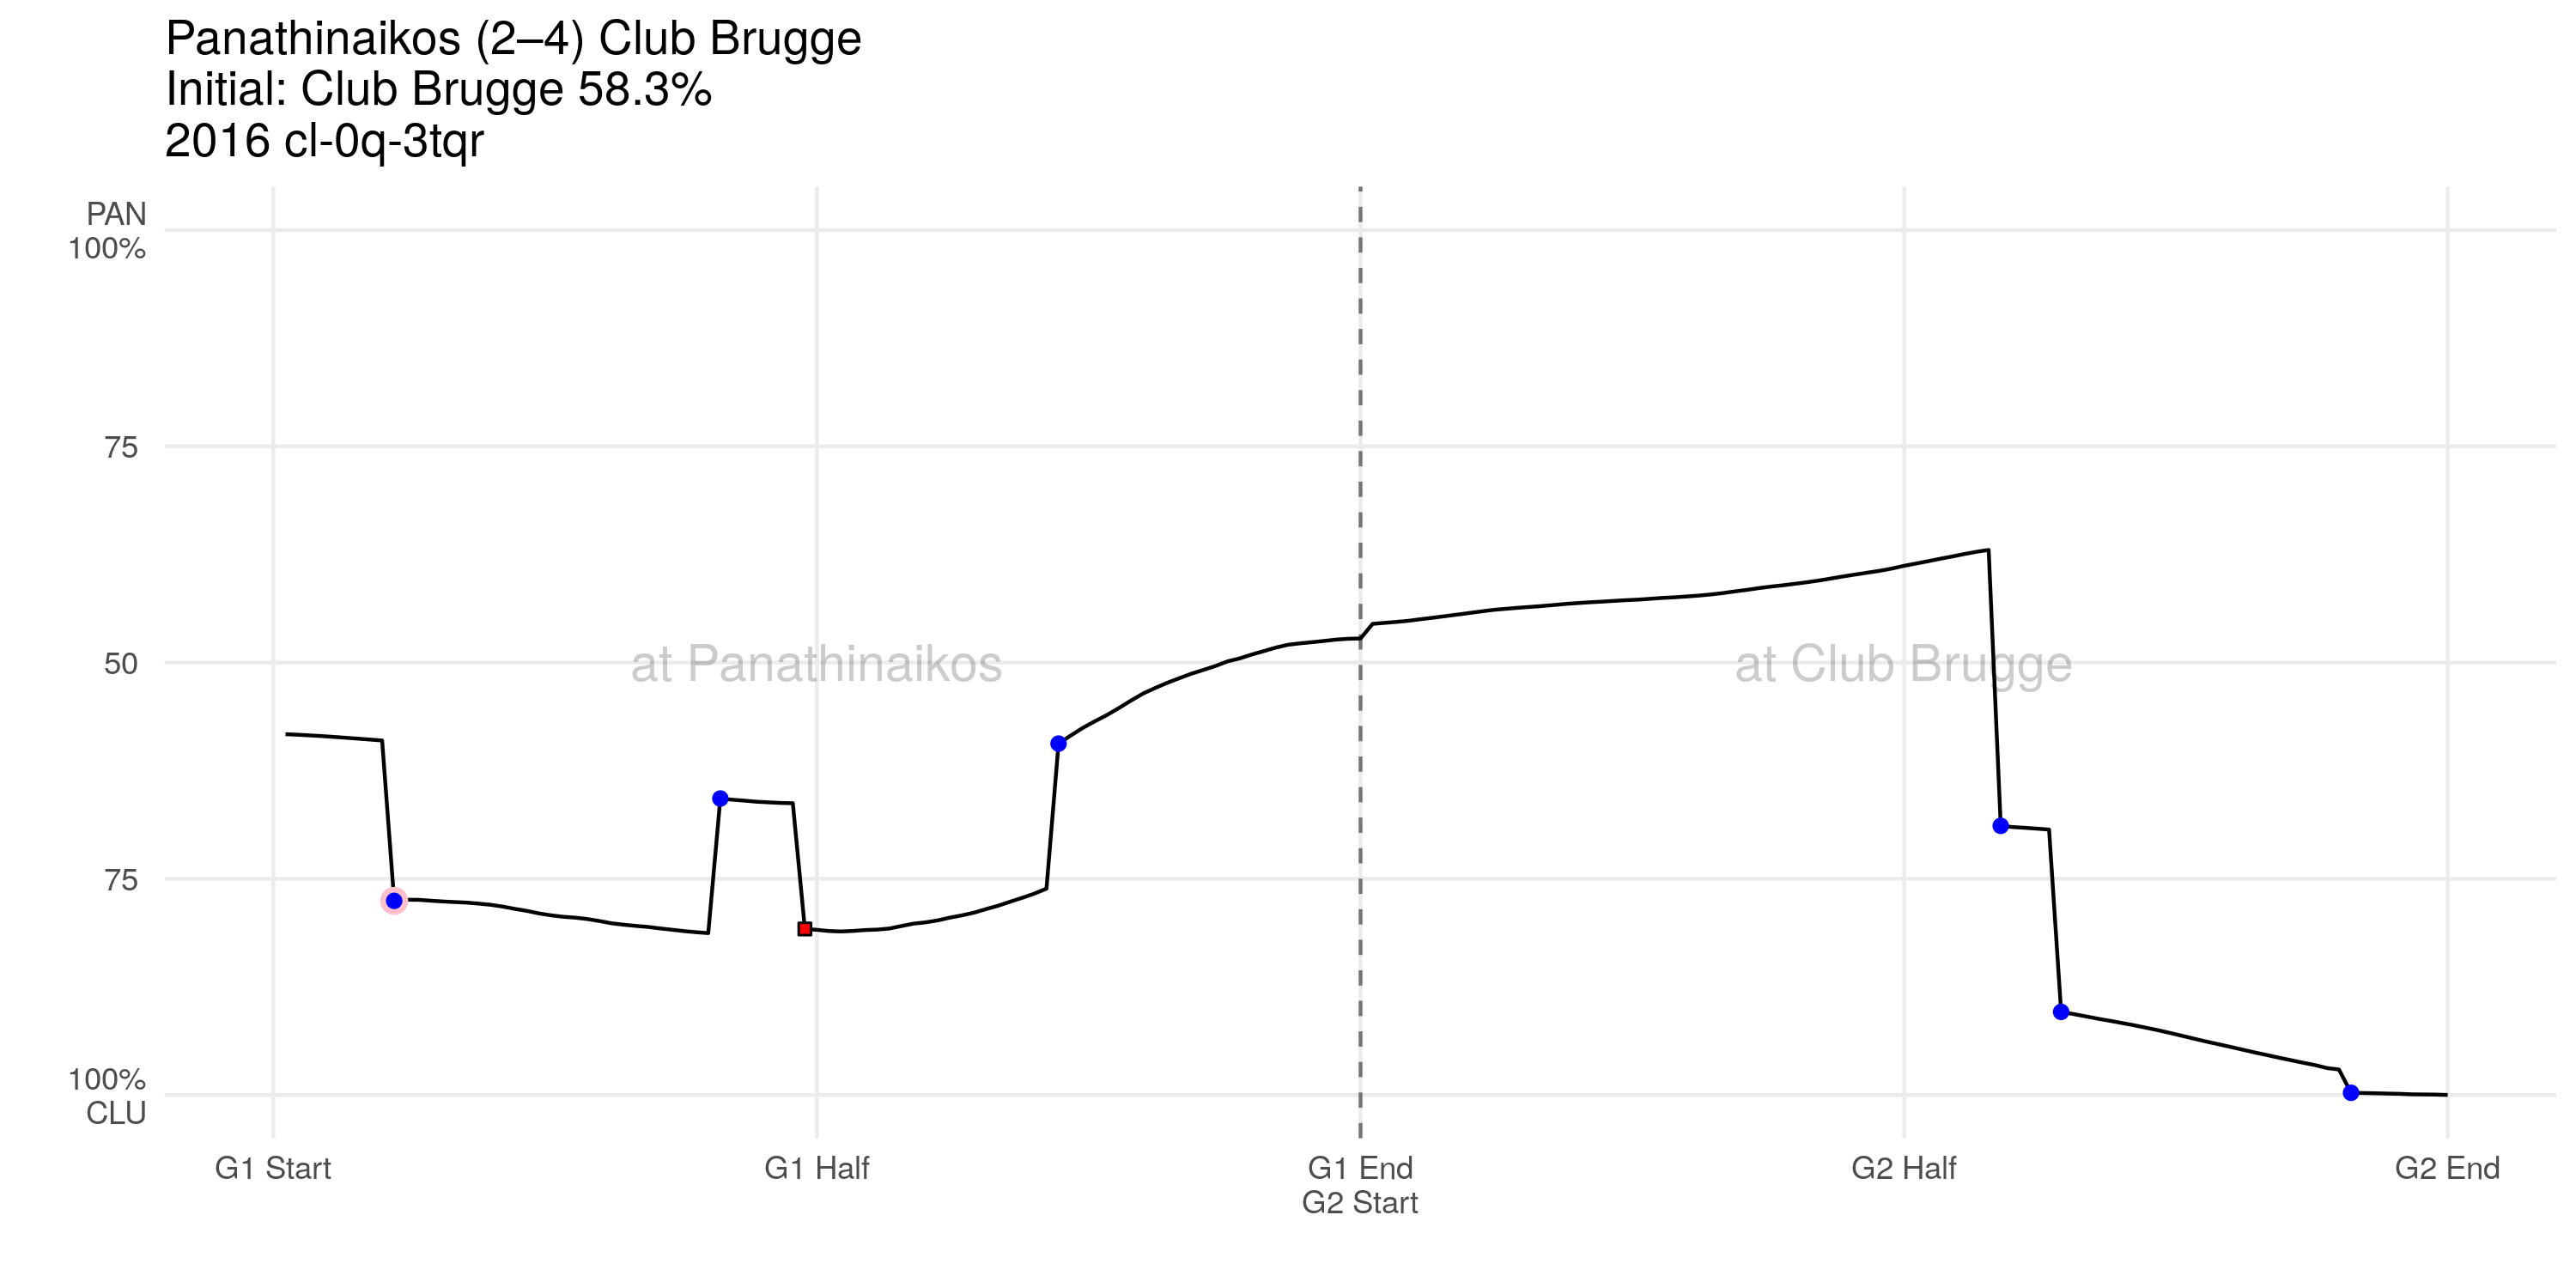 Panathinaikos (2–4) Club Brugge
Initial: Club Brugge 58.3%
2016 cl-0q-3tqr
PAN
100%
75
50
75
100%
CLU
at Panathinaikos
at Club Brugge
G1 Start
G1 Half
G1 End
G2 Start
G2 Half
G2 End